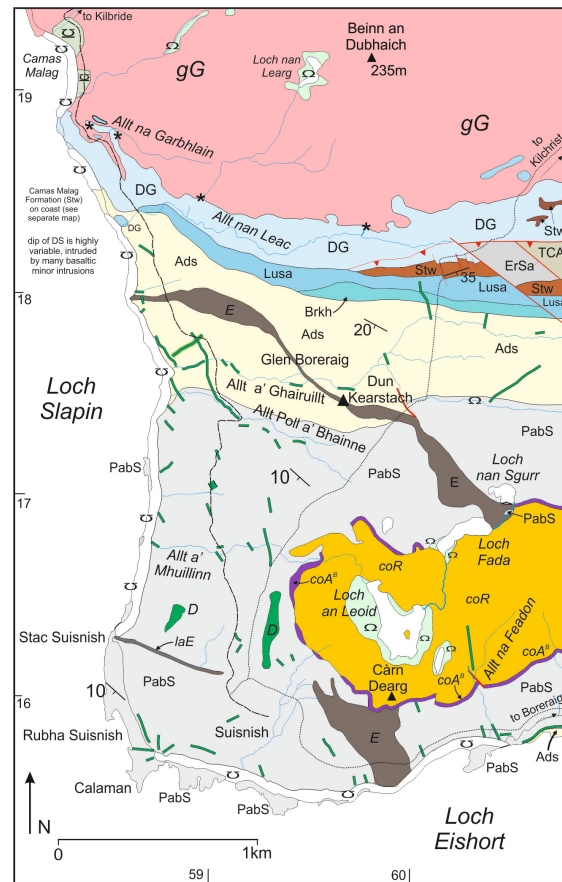 to Kilbride
Ω
Ω
Camas
Malag
Ω
Beinn an
Dubhaich
235m
Loch nan
Learg
Ω
gG
gG
19
Ω
Allt na Garbhlain
to
Kilchrist
Ω
DG
Allt nan Leac
DG
DG
Stw
Camas Malag
Formation (Stw)
on coast (see
separate map)
DG
dip of DS is highly
variable, intruded
by many basaltic
minor intrusions
Ads
Lusa
Stw
35
ErSa
TCA
Stw
Lusa
Lusa
18
E
Brkh
Ads
20
Ads
Glen Boreraig
Ω
Allt a' Ghairuillt
Dun
Kearstach
Loch
Slapin
Allt Poll a' Bhainne
Ω
PabS
PabS
10
PabS
Loch
nan Sgurr
E
17
Ω
Ω
PabS
Ω
Loch
Fada
Allt a'
Mhuillinn
coAᴮ
coR
Loch
an Leoid
coR
Ω
Ω
Ω
D
D
Allt na Feadon
Stac Suisnish
IaE
coAᴮ
Càrn
Dearg
coAᴮ
PabS
PabS
16
10
to Boreraig
Rubha Suisnish
Suisnish
E
Ω
PabS
Ads
Ω
Calaman
PabS
PabS
Ω
N
Loch
Eishort
0
1km
59
60